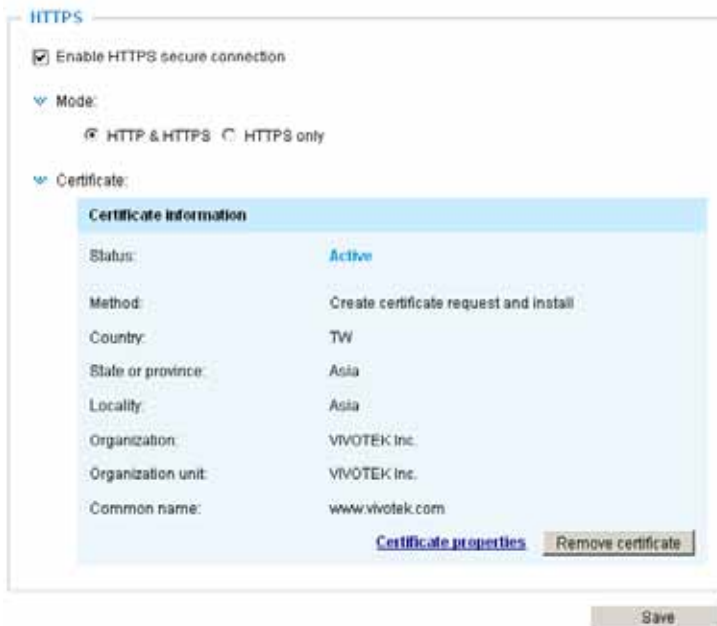 HTTPS
Enable HTTPS secure connection
Mode:
HTTP & HTTPS HTTPS only
Certificate:
Certificate information
Status: Active
Method: Create certificate request and install
Country: TW
State or province: Asia
Locality: Asia
Organization: VIVOTEK Inc.
Organization unit: VIVOTEK Inc.
Common name: www.vivotek.com
Certificate properties Remove certificate
Save